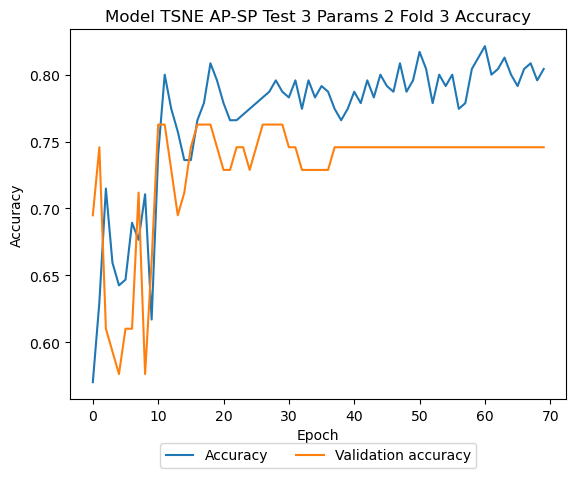 Model TSNE AP-SP Test 3 Params 2 Fold 3 Accuracy
0.80
0.75
0.70
0.65
0.60
Accuracy
0 10 20 30 40 50 60 70
Epoch
Accuracy Validation accuracy